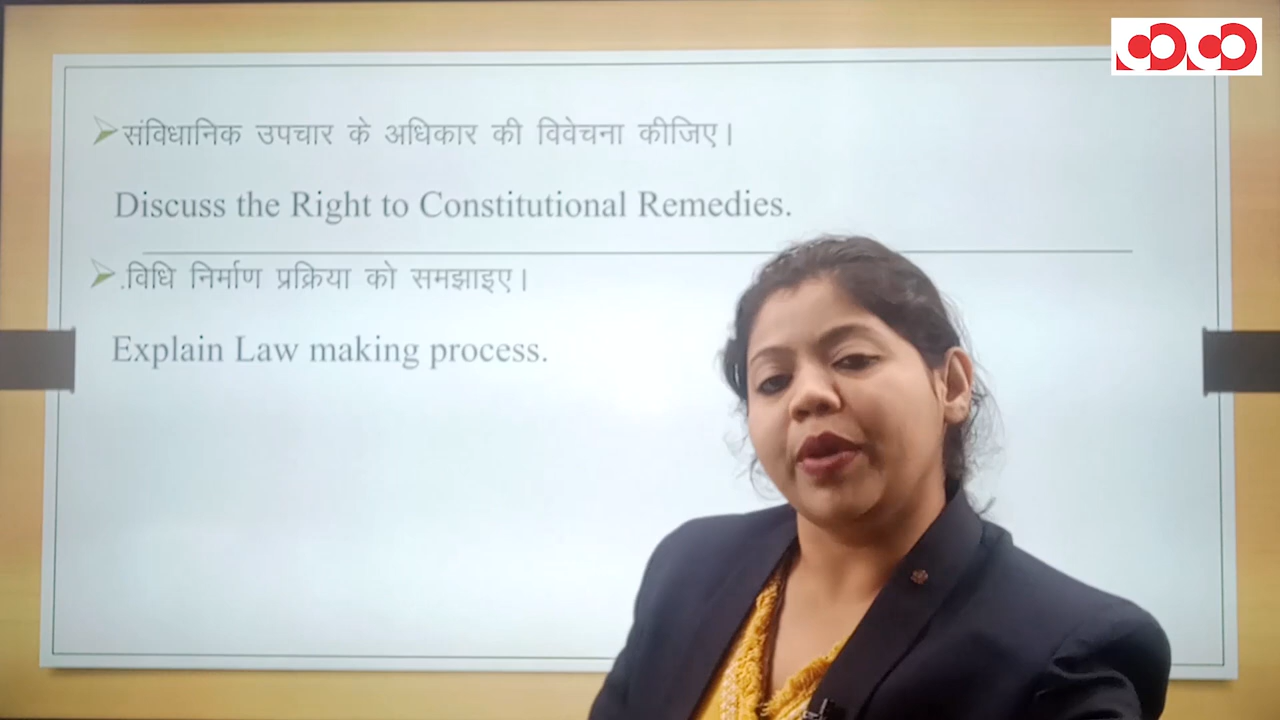 संविधानिक उपचार के अधिकार की विवेचना कीजिए।
Discuss the Right to Constitutional Remedies.
.विधि निर्माण प्रक्रिया को समझाइए।
Explain Law making process.